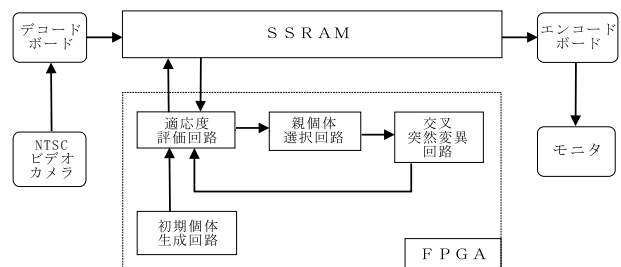 デコード
ボード
ＳＳＲＡＭ
エンコード
ボード
NTSC
ビデオ
カメラ
適応度
評価回路
親個体
選択回路
交叉
突然変異
回路
モニタ
初期個体
生成回路
ＦＰＧＡ